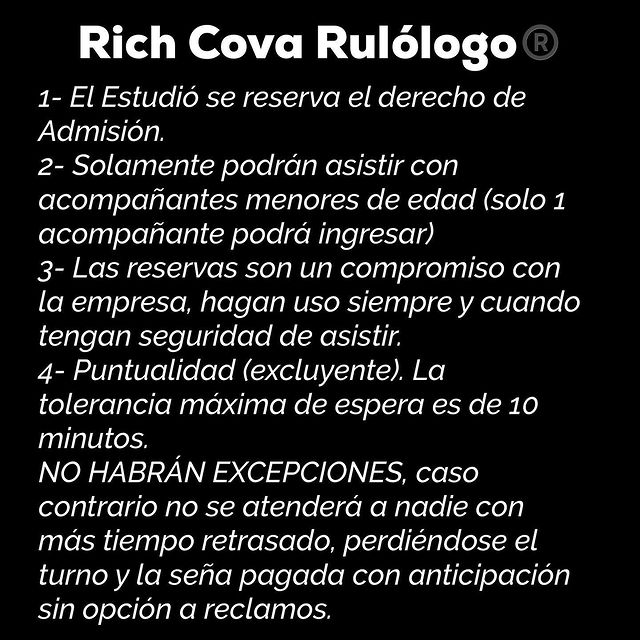 Rich Cova Rulólogo®
1- El Estudió se reserva el derecho de
Admisión.
2- Solamente podrán asistir con
acompañantes menores de edad (solo 1
acompañante podrá ingresar)
3- Las reservas son un compromiso con
la empresa, hagan uso siempre y cuando
tengan seguridad de asistir.
4- Puntualidad (excluyente). La
tolerancia máxima de espera es de 10
minutos.
NO HABRÁN EXCEPCIONES, caso
contrario no se atenderá a nadie con
más tiempo retrasado, perdiéndose el
turno y la seña pagada con anticipación
sin opción a reclamos.